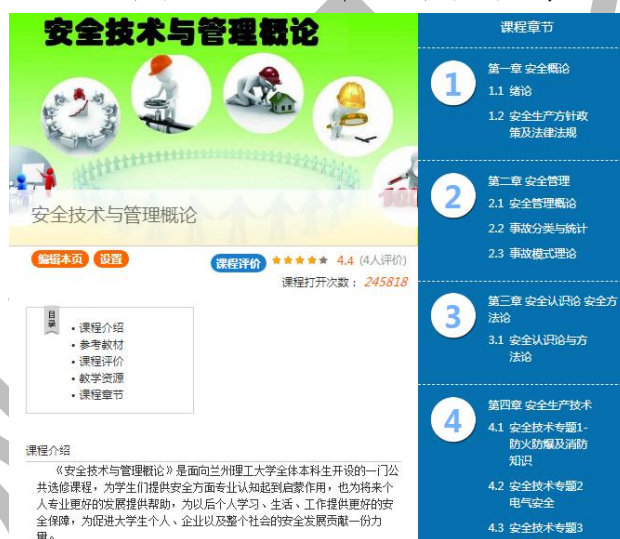 安全技术与管理概论
安全技术与管理概论
编辑本页 设置
课程评价 4.4 (4人评价)
课程打开次数： 245818
目录
• 课程介绍
• 参考教材
• 课程评价
• 教学资源
• 课程章节
课程介绍
《安全技术与管理概论》是面向兰州理工大学全体本科生开设的一门公
共选修课程，为学生们提供安全方面专业认知起到启蒙作用，也为将来个
人专业更好的发展提供帮助，为以后个人学习、生活、工作提供更好的安
全保障，为促进大学生个人、企业以及整个社会的安全发展贡献一份力
量。
课程章节
1
第一章 安全概论
1.1 绪论
1.2 安全生产方针政
策及法律法规
2
第二章 安全管理
2.1 安全管理概论
2.2 事故分类与统计
2.3 事故模式理论
3
第三章 安全认识论 安全方
法论
3.1 安全认识论与方
法论
4
第四章 安全生产技术
4.1 安全技术专题1-
防火防爆及消防
知识
4.2 安全技术专题2
电气安全
4.3 安全技术专题3